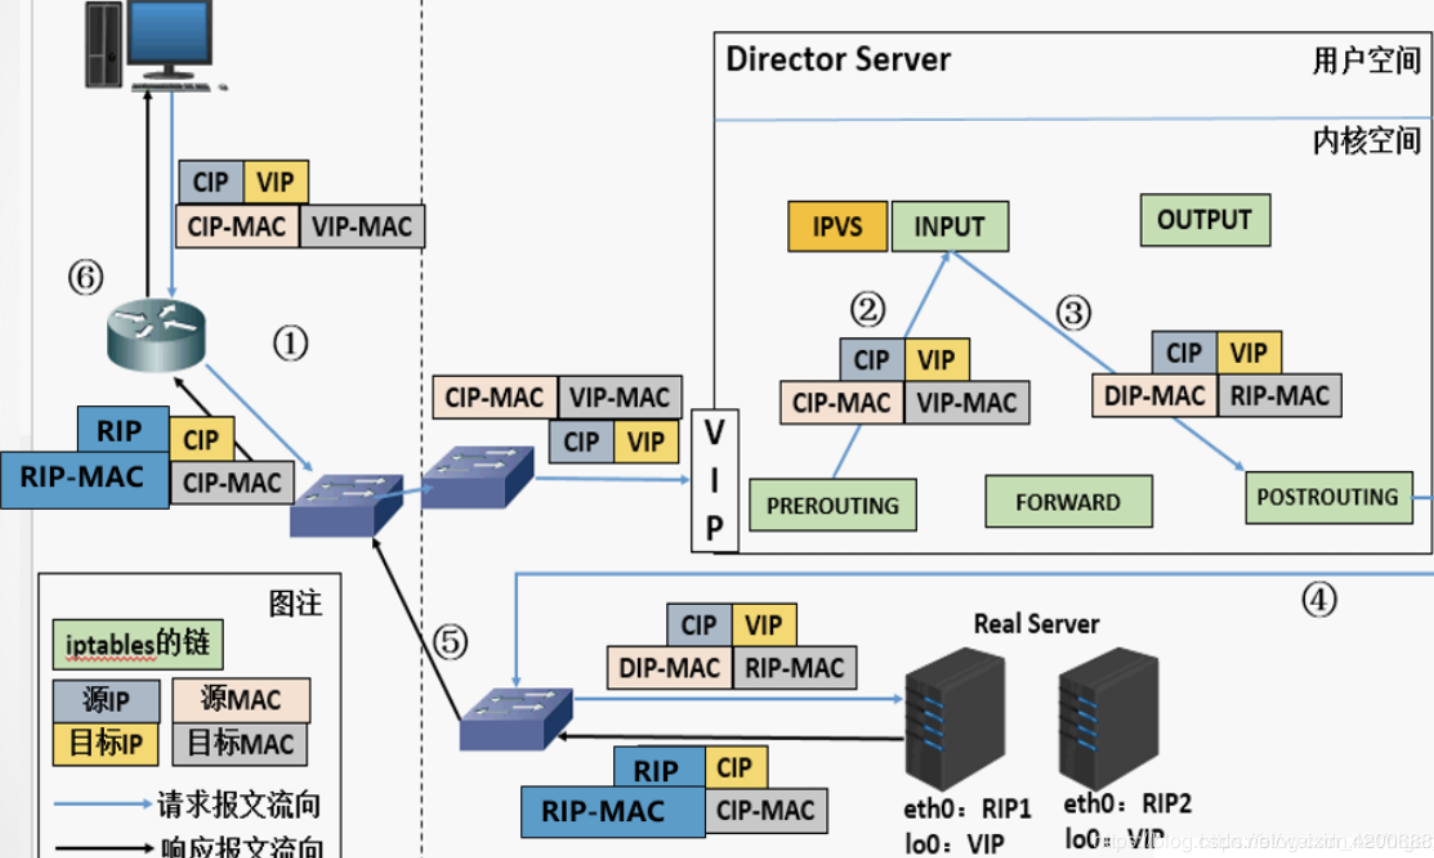 Director Server
用户空间
内核空间
CIP VIP
CIP-MAC VIP-MAC
IPVS INPUT
OUTPUT
⑥
①
②
③
CIP VIP
CIP-MAC VIP-MAC
CIP VIP
DIP-MAC RIP-MAC
CIP-MAC VIP-MAC
CIP VIP
RIP CIP
RIP-MAC CIP-MAC
V
I
P
PREROUTING
FORWARD
POSTROUTING
④
⑤
图注
iptables的链
源IP 源MAC
目标IP 目标MAC
请求报文流向
响应报文流向
CIP VIP
DIP-MAC RIP-MAC
Real Server
RIP CIP
RIP-MAC CIP-MAC
eth0：RIP1
lo0：VIP
eth0：RIP2
lo0：VIP